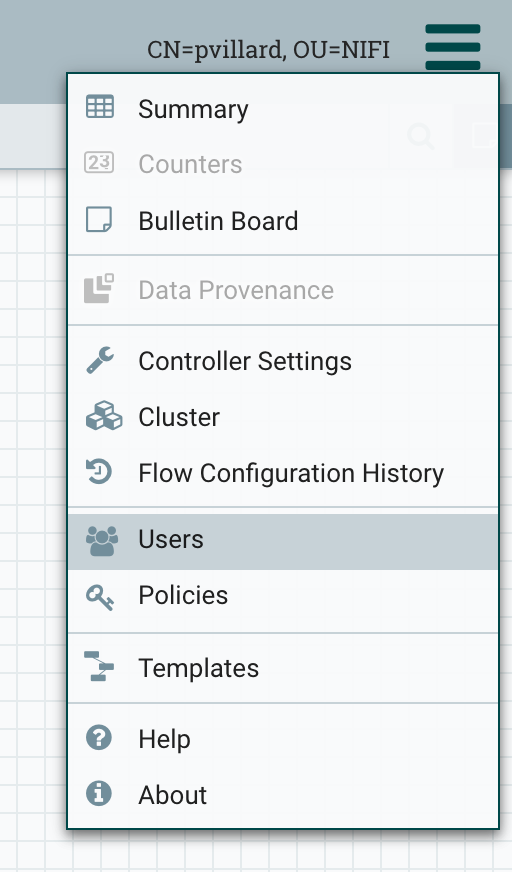 CN=pvillard, OU=NIFI
Summary
23 Counters
Bulletin Board
Data Provenance
Controller Settings
Cluster
Flow Configuration History
Users
Policies
Templates
? Help
i About